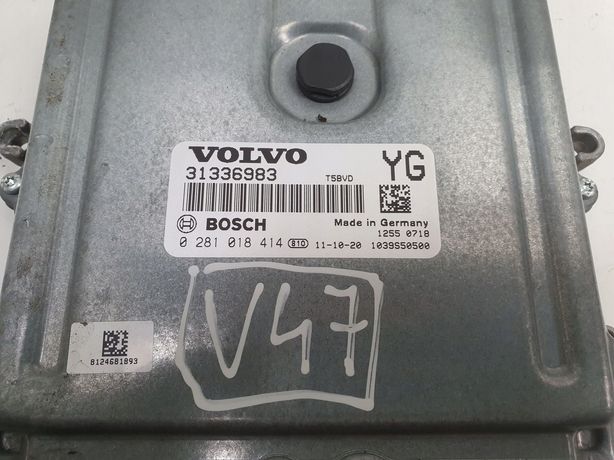 VOLVO
YG
31336983
T5BVD
BOSCH
Made in Germany
1255 0718
0 281 018 414 810 11-10-20 1039S50500
V47
8124681893